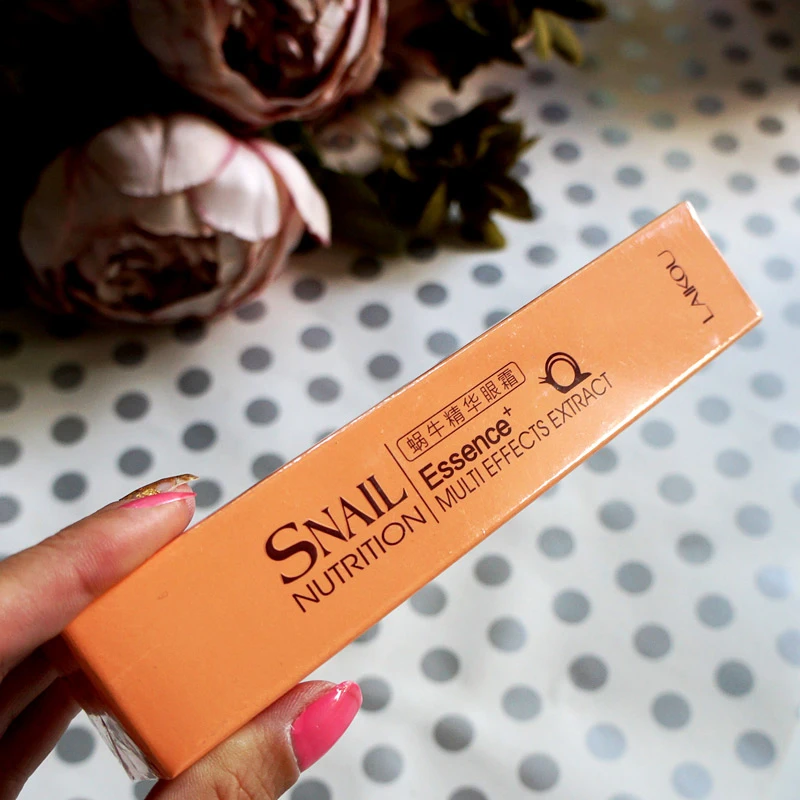 SNAIL
NUTRITION
蜗牛精华眼霜
Essence+
MULTI EFFECTS EXTRACT
LAIKOU